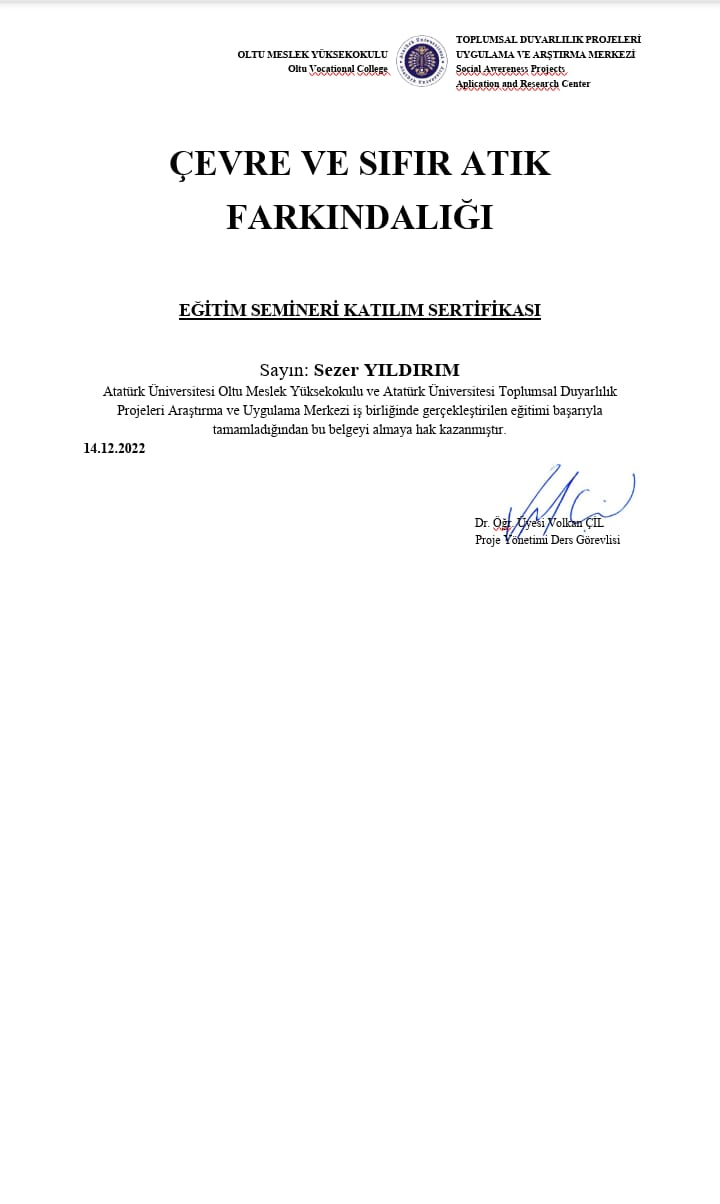 OLTU MESLEK YÜKSEKOKULU
Oltu Vocational College
Atatürk Üniversitesi
TOPLUMSAL DUYARLILIK PROJELERİ
UYGULAMA VE ARŞTIRMA MERKEZİ
Social Awereness Projects
Aplication and Research Center
ÇEVRE VE SIFIR ATIK
FARKINDALIĞI
EĞİTİM SEMİNERİ KATILIM SERTİFİKASI
Sayın: Sezer YILDIRIM
Atatürk Üniversitesi Oltu Meslek Yüksekokulu ve Atatürk Üniversitesi Toplumsal Duyarlılık
Projeleri Araştırma ve Uygulama Merkezi iş birliğinde gerçekleştirilen eğitimi başarıyla
tamamladığından bu belgeyi almaya hak kazanmıştır.
14.12.2022
Dr. Öğr. Üyesi Volkan ÇİL
Proje Yönetimi Ders Görevlisi